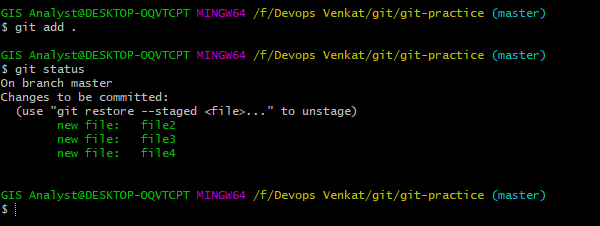 GIS Analyst@DESKTOP-OQVTCPT MINGW64 /f/Devops Venkat/git/git-practice (master)
$ git add .
GIS Analyst@DESKTOP-OQVTCPT MINGW64 /f/Devops Venkat/git/git-practice (master)
$ git status
On branch master
Changes to be committed:
  (use "git restore --staged <file>..." to unstage)
        new file:   file2
        new file:   file3
        new file:   file4
GIS Analyst@DESKTOP-OQVTCPT MINGW64 /f/Devops Venkat/git/git-practice (master)
$